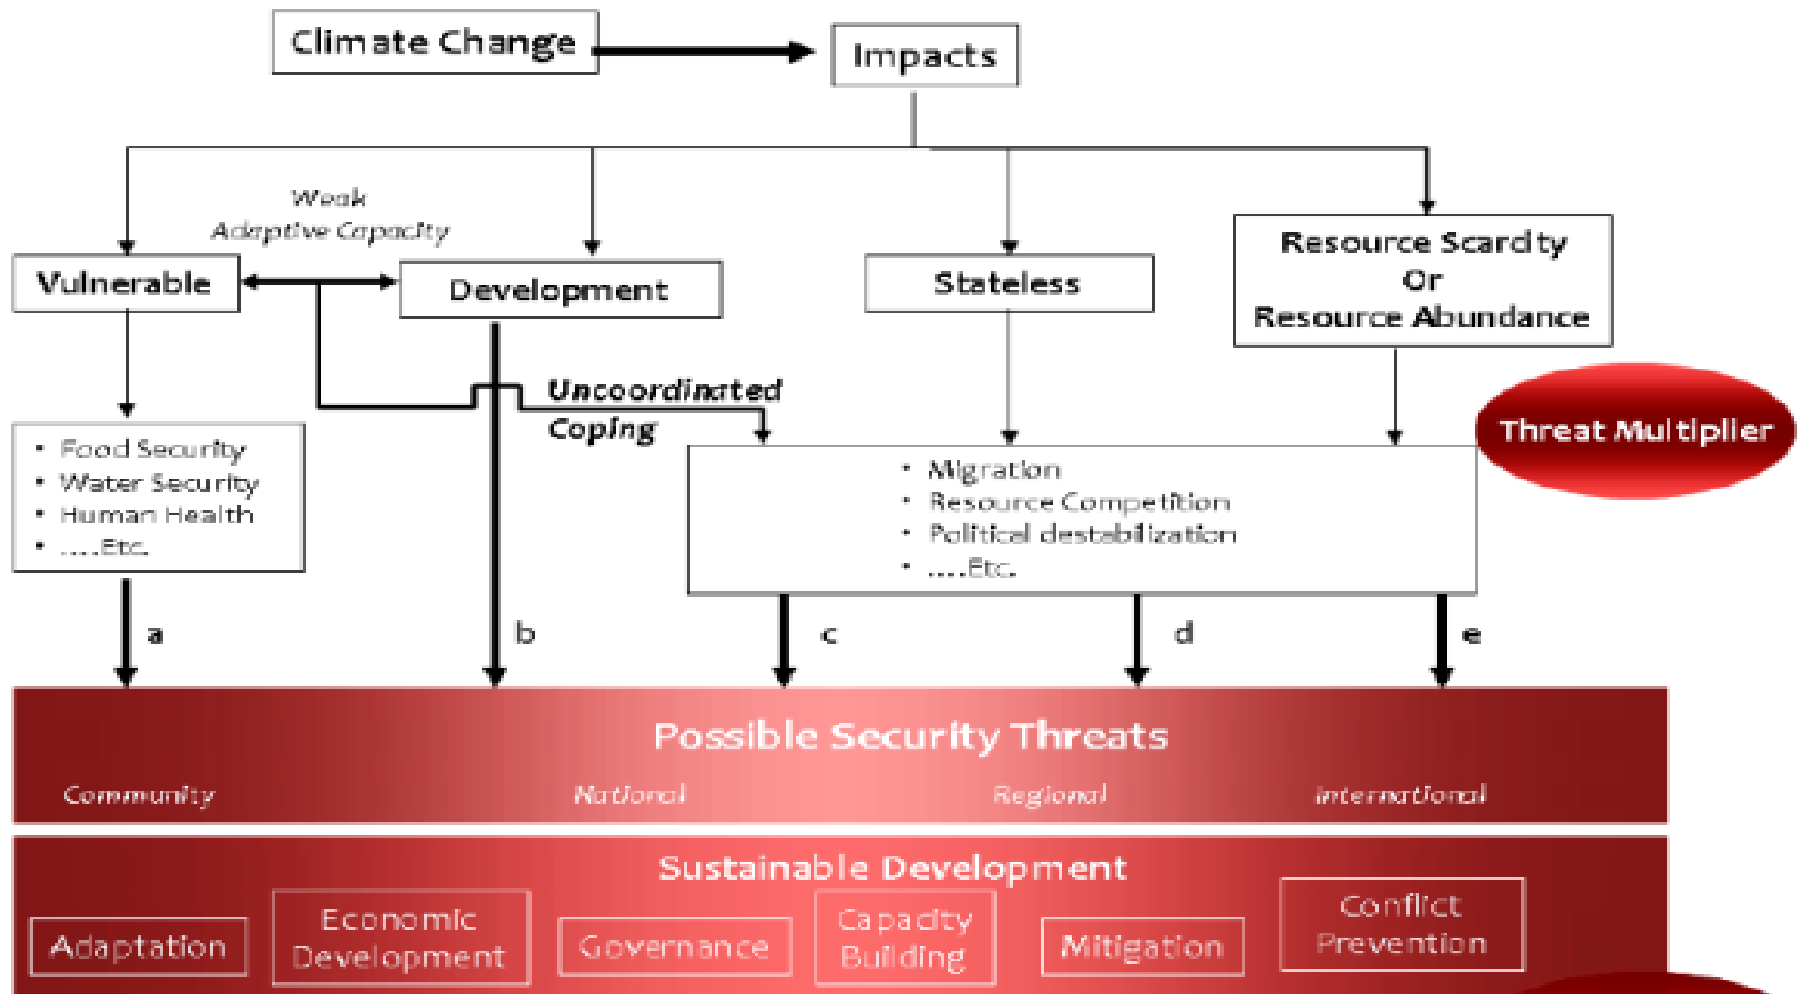 Climate Change
Impacts
Weak
Adaptive Capacity
Vulnerable
Development
Stateless
Resource Scarcity
Or
Resource Abundance
Uncoordinated
Coping
Threat Multiplier
• Food Security
• Water Security
• Human Health
• ....Etc.
• Migration
• Resource Competition
• Political destabilization
• ....Etc.
a
b
c
d
e
Possible Security Threats
Community
National
Regional
International
Sustainable Development
Adaptation
Economic
Development
Governance
Capacity
Building
Mitigation
Conflict
Prevention